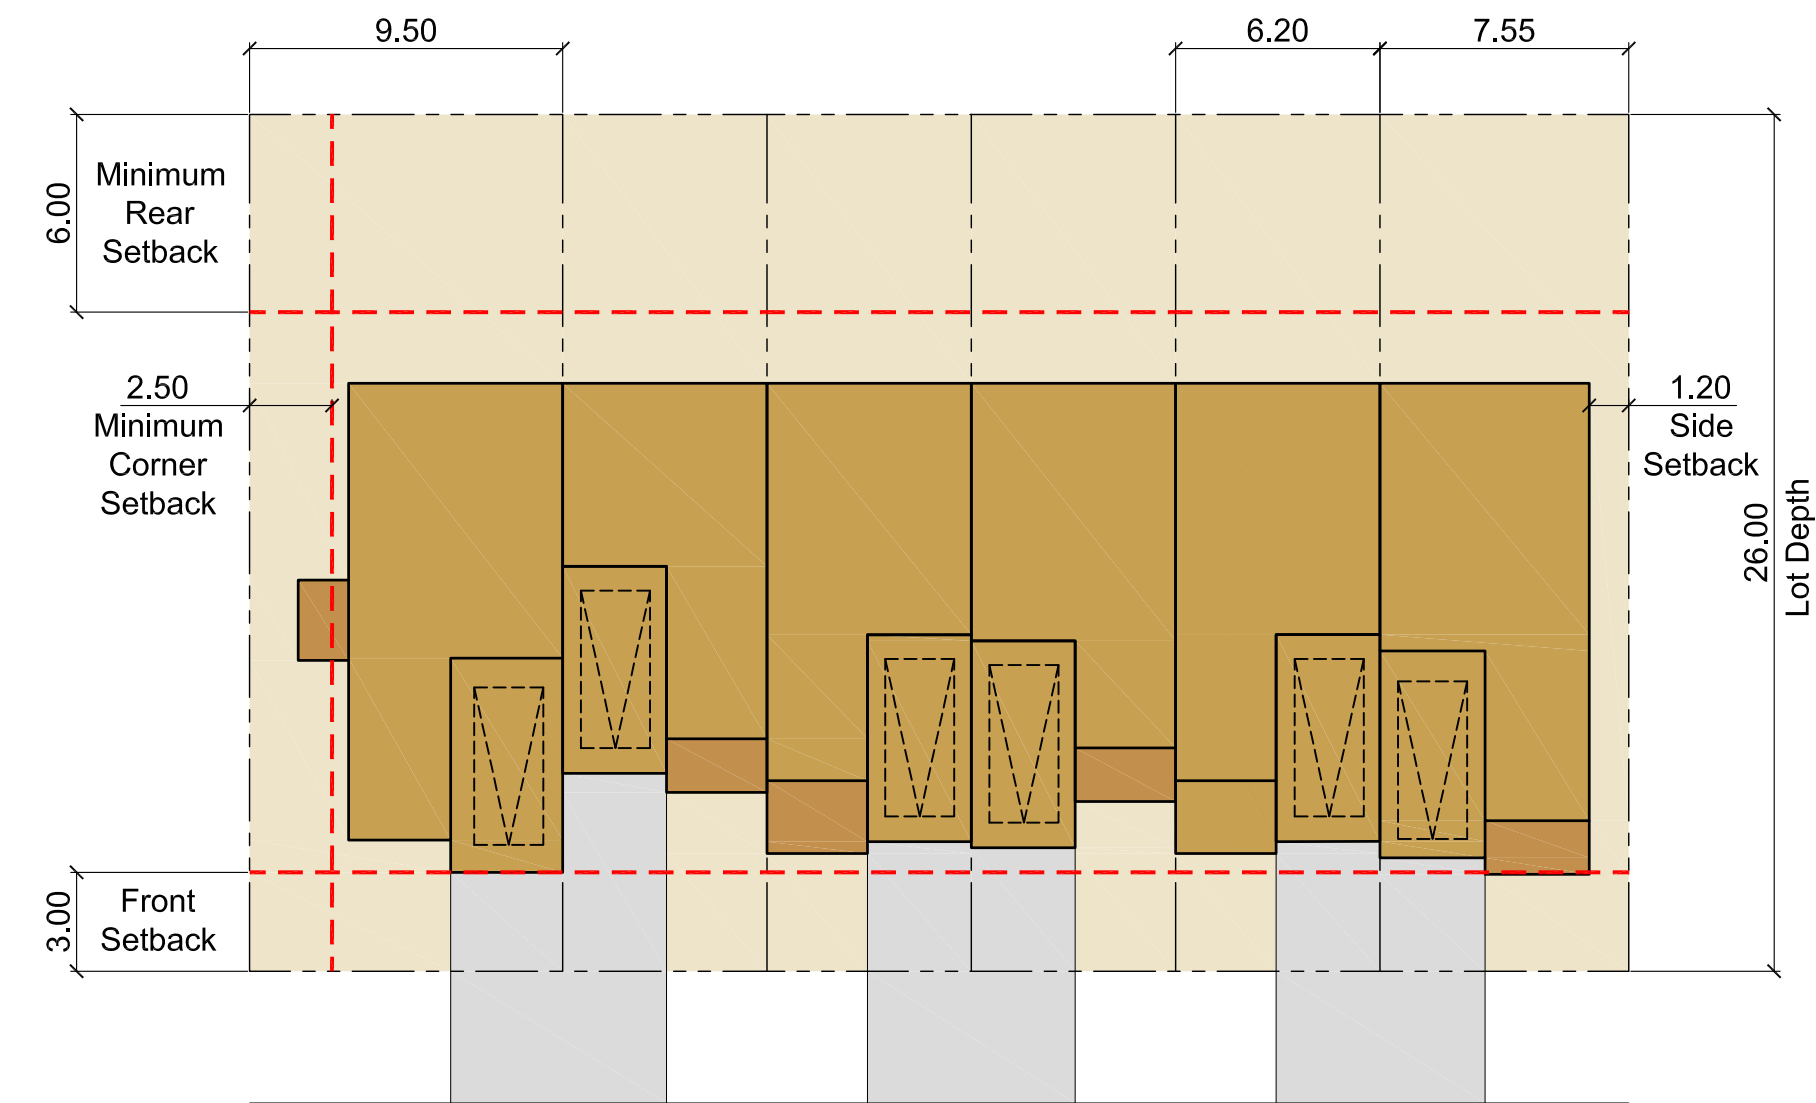 9.50
6.20
7.55
6.00
Minimum
Rear
Setback
2.50
Minimum
Corner
Setback
1.20
Side
Setback
26.00
Lot Depth
3.00
Front
Setback